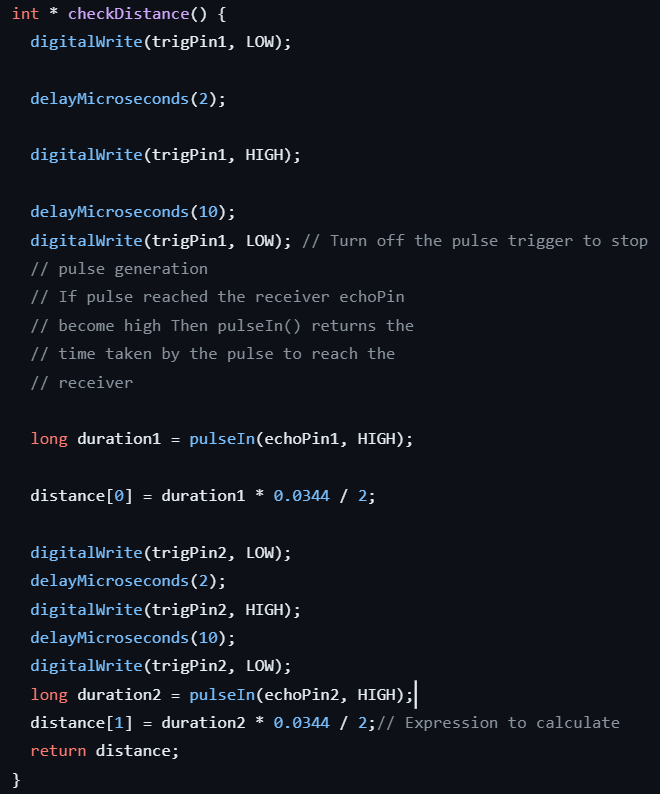 int * checkDistance() {
digitalWrite(trigPin1, LOW);
delayMicroseconds(2);
digitalWrite(trigPin1, HIGH);
delayMicroseconds(10);
digitalWrite(trigPin1, LOW); // Turn off the pulse trigger to stop
// pulse generation
// If pulse reached the receiver echoPin
// become high Then pulseIn() returns the
// time taken by the pulse to reach the
// receiver
long duration1 = pulseIn(echoPin1, HIGH);
distance[0] = duration1 * 0.0344 / 2;
digitalWrite(trigPin2, LOW);
delayMicroseconds(2);
digitalWrite(trigPin2, HIGH);
delayMicroseconds(10);
digitalWrite(trigPin2, LOW);
long duration2 = pulseIn(echoPin2, HIGH);
distance[1] = duration2 * 0.0344 / 2;// Expression to calculate
return distance;
}